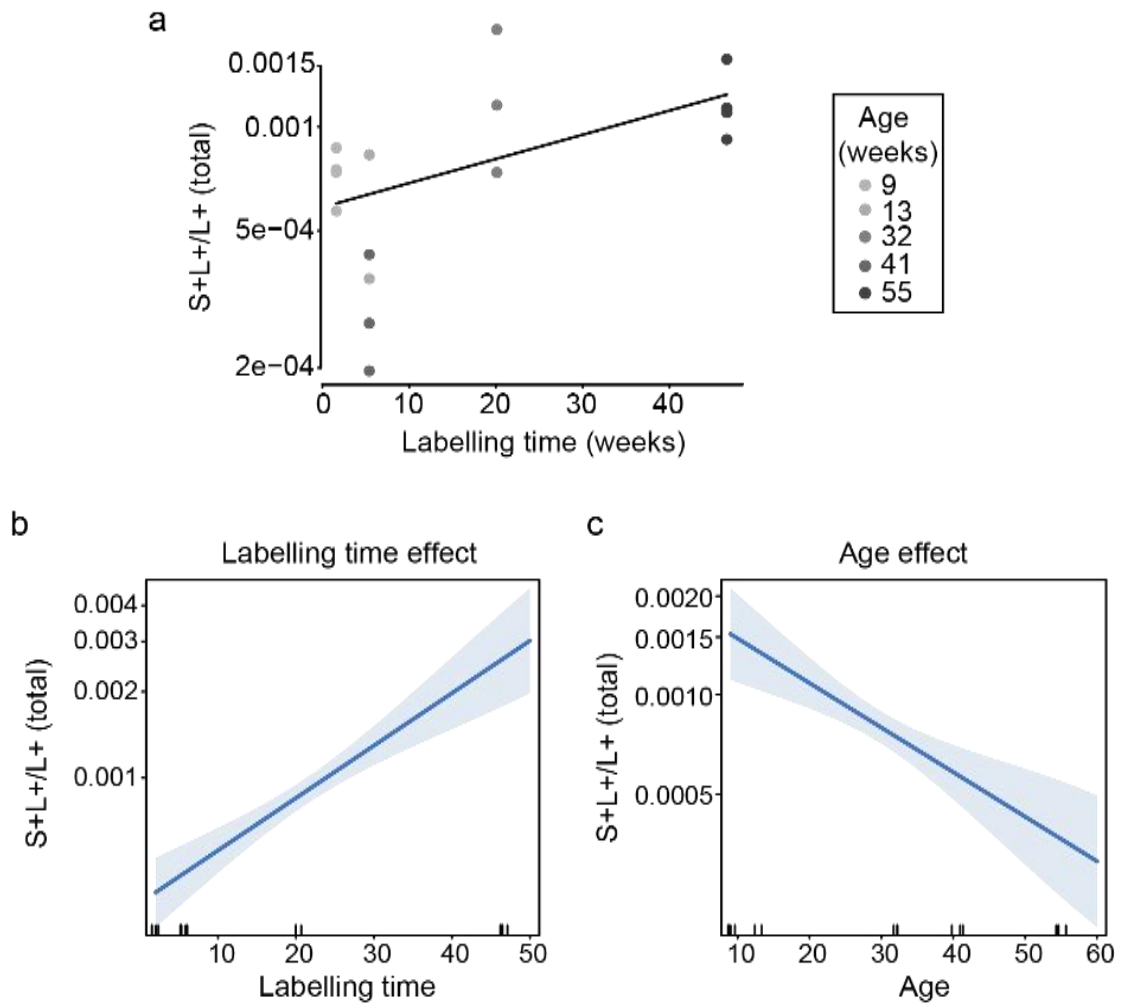 a
S+L+/L+ (total)
0.0015
0.001
5e−04
2e−04
0 10 20 30 40
Labelling time (weeks)
Age
(weeks)
9
13
32
41
55
b
Labelling time effect
S+L+/L+ (total)
0.004
0.003
0.002
0.001
10 20 30 40 50
Labelling time
c
Age effect
S+L+/L+ (total)
0.0020
0.0015
0.0010
0.0005
10 20 30 40 50 60
Age